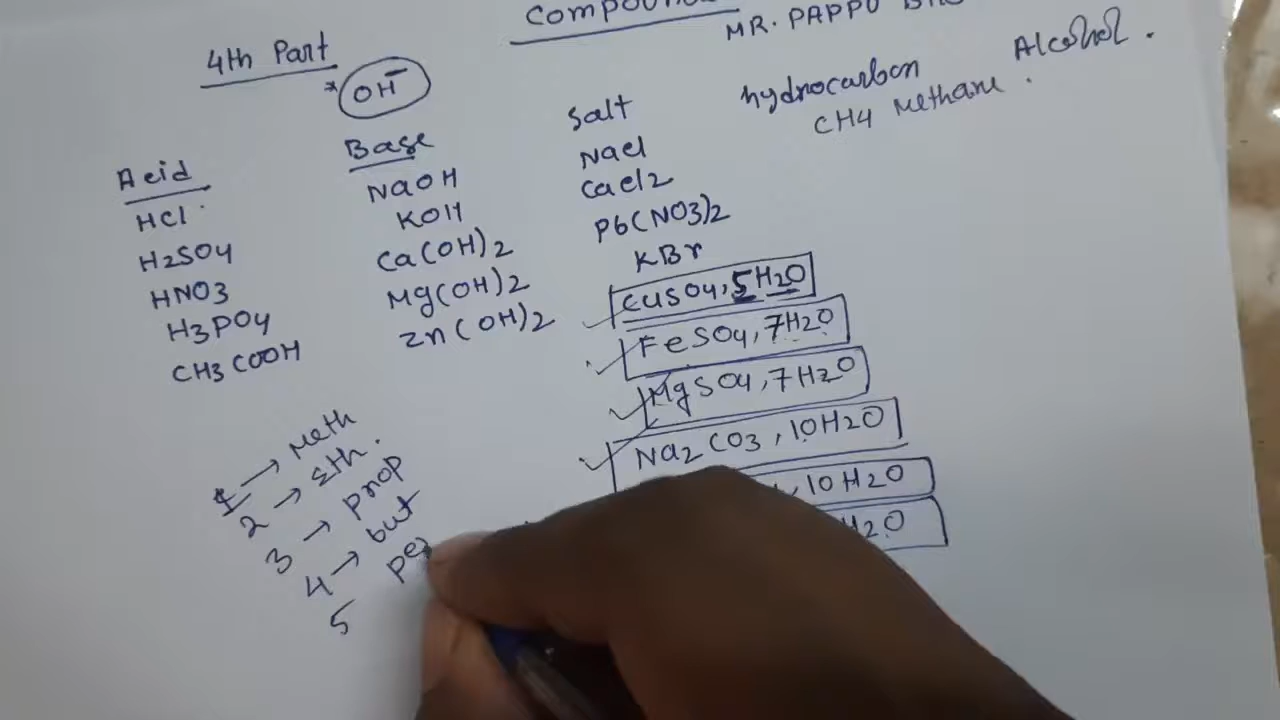 4th Part
MR. PAPPU
* OH⁻
Acid
HCl
H2SO4
HNO3
H3PO4
CH3COOH
Base
NaOH
KOH
Ca(OH)2
Mg(OH)2
Zn(OH)2
Salt
NaCl
CaCl2
Pb(NO3)2
KBr
CuSO4, 5H2O
FeSO4, 7H2O
MgSO4, 7H2O
Na2CO3, 10H2O
, 10H2O
H2O
hydrocarbon
CH4 Methane.
Alcohol.
1 → Meth
2 → Eth.
3 → prop
4 → but
5